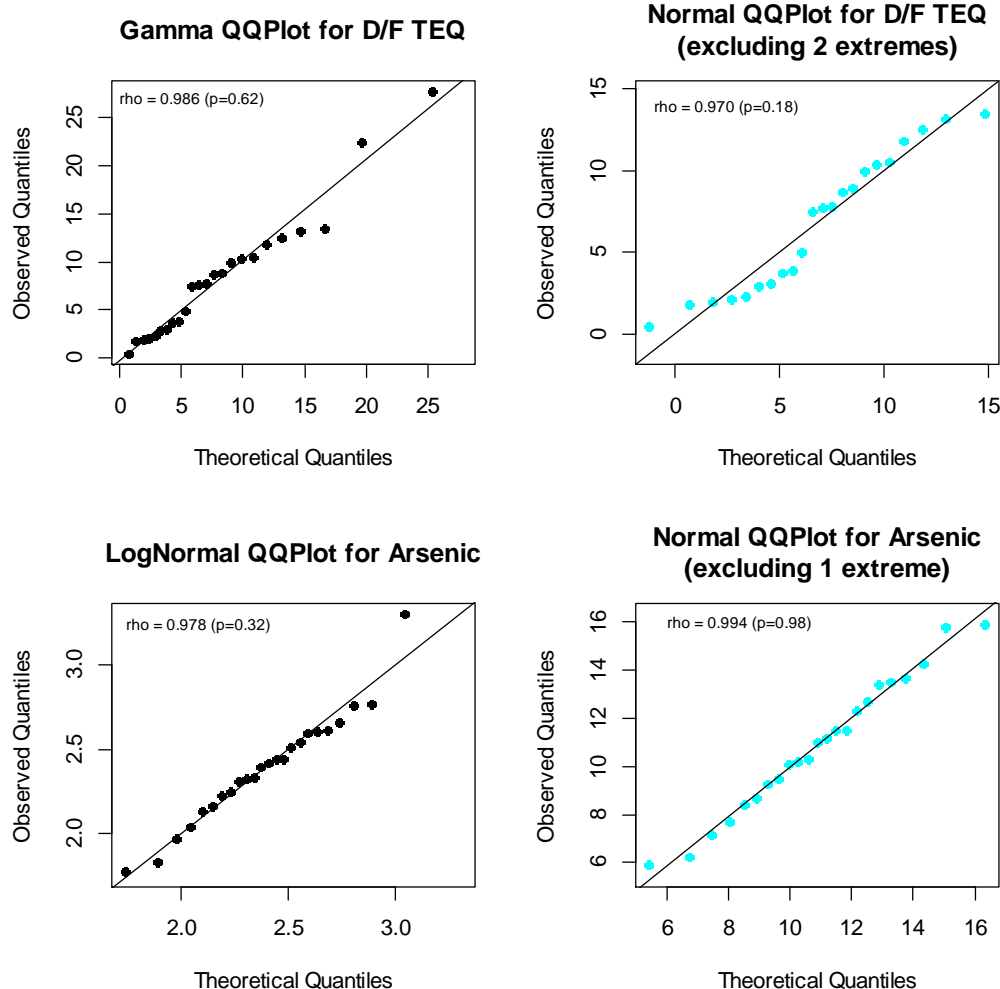 Gamma QQPlot for D/F TEQ
rho = 0.986 (p=0.62)
Observed Quantiles
0
5
10
15
20
25
0 5 10 15 20 25
Theoretical Quantiles
Normal QQPlot for D/F TEQ
(excluding 2 extremes)
rho = 0.970 (p=0.18)
Observed Quantiles
0
5
10
15
0 5 10 15
Theoretical Quantiles
LogNormal QQPlot for Arsenic
rho = 0.978 (p=0.32)
Observed Quantiles
2.0
2.5
3.0
2.0 2.5 3.0
Theoretical Quantiles
Normal QQPlot for Arsenic
(excluding 1 extreme)
rho = 0.994 (p=0.98)
Observed Quantiles
6
8
10
12
14
16
6 8 10 12 14 16
Theoretical Quantiles